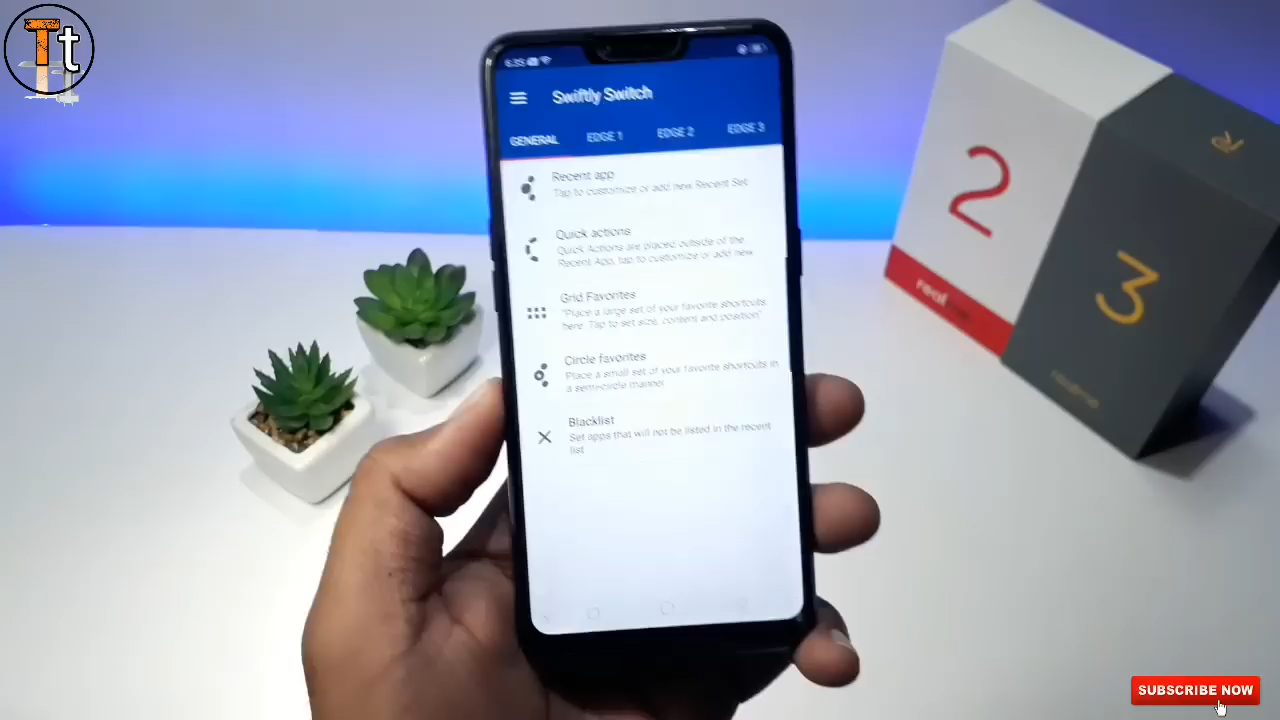 Tt
6:35
Swiftly Switch
GENERAL EDGE 1 EDGE 2 EDGE 3
Recent app
Tap to customize or add new Recent Set
Quick actions
Quick Actions are placed outside of the
Recent App, tap to customize or add new
Grid Favorites
"Place a large set of your favorite shortcuts
here. Tap to set size, content and position"
Circle favorites
Place a small set of your favorite shortcuts in
a semi-circle manner
Blacklist
Set apps that will not be listed in the recent
list
2
real
3
realme
SUBSCRIBE NOW